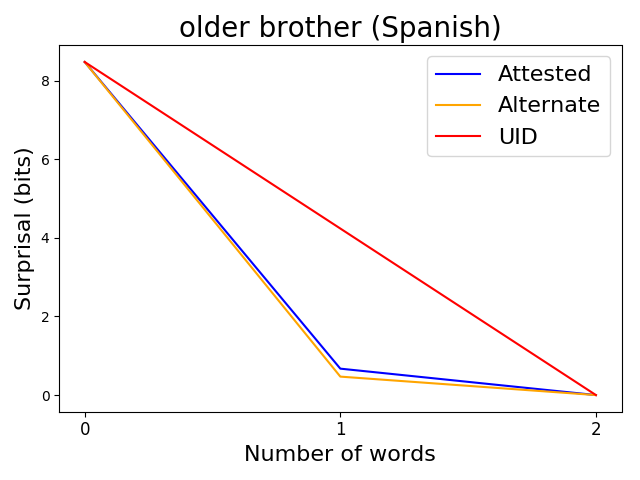 older brother (Spanish)
Attested
Alternate
UID
Surprisal (bits)
8
6
4
2
0
0 1 2
Number of words